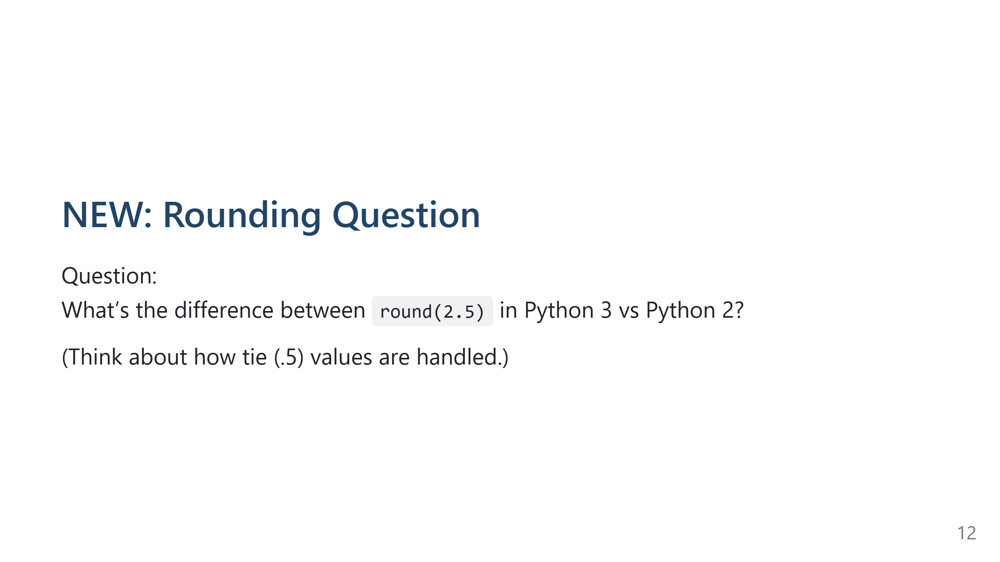 NEW: Rounding Question
Question:
What’s the difference between round(2.5) in Python 3 vs Python 2?
(Think about how tie (.5) values are handled.)
12